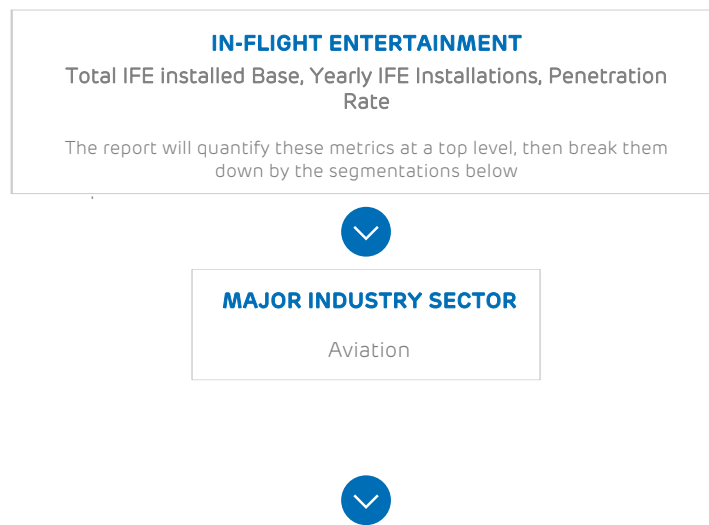 IN-FLIGHT ENTERTAINMENT
Total IFE installed Base, Yearly IFE Installations, Penetration
Rate
The report will quantify these metrics at a top level, then break them
down by the segmentations below
MAJOR INDUSTRY SECTOR
Aviation